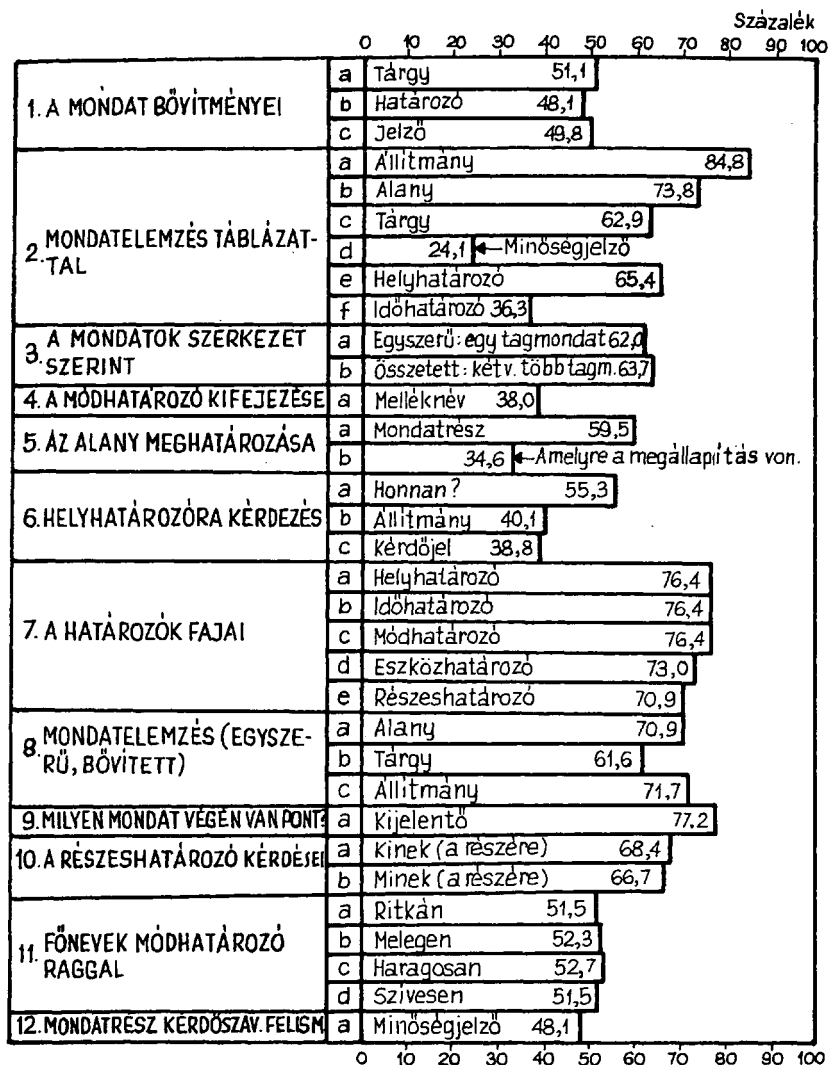 Százalék
0 10 20 30 40 50 60 70 80 90 100
1. A MONDAT BŐVÍTMÉNYEI
a Tárgy 51,1
b Határozó 48,1
c Jelző 49,8
2. MONDATELEMZÉS TÁBLÁZAT-
TAL
a Állítmány 84,8
b Alany 73,8
c Tárgy 62,9
d 24,1 Minőségjelző
e Helyhatározó 65,4
f Időhatározó 36,3
3. A MONDATOK SZERKEZET
SZERINT
a Egyszerű: egy tagmondat 62,0
b Összetett: két v. több tagm. 63,7
4. A MÓDHATÁROZÓ KIFEJEZÉSE
a Melléknév 38,0
5. AZ ALANY MEGHATÁROZÁSA
a Mondatrész 59,5
b 34,6 Amelyre a megállapítás von.
6. HELYHATÁROZÓRA KÉRDEZÉS
a Honnan? 55,3
b Állítmány 40,1
c Kérdőjel 38,8
7. A HATÁROZÓK FAJAI
a Helyhatározó 76,4
b Időhatározó 76,4
c Módhatározó 76,4
d Eszközhatározó 73,0
e Részeshatározó 70,9
8. MONDATELEMZÉS (EGYSZE-
RŰ, BŐVÍTETT)
a Alany 70,9
b Tárgy 61,6
c Állítmány 71,7
9. MILYEN MONDAT VÉGÉN VAN PONT?
a Kijelentő 77,2
10. A RÉSZESHATÁROZÓ KÉRDÉSEI
a Kinek (a részére) 68,4
b Minek (a részére) 66,7
11. FŐNEVEK MÓDHATÁROZÓ
RAGGAL
a Ritkán 51,5
b Melegen 52,3
c Haragosan 52,7
d Szívesen 51,5
12. MONDATRÉSZ KÉRDŐSZAV. FELISM
a Minőségjelző 48,1
0 10 20 30 40 50 60 70 80 90 100